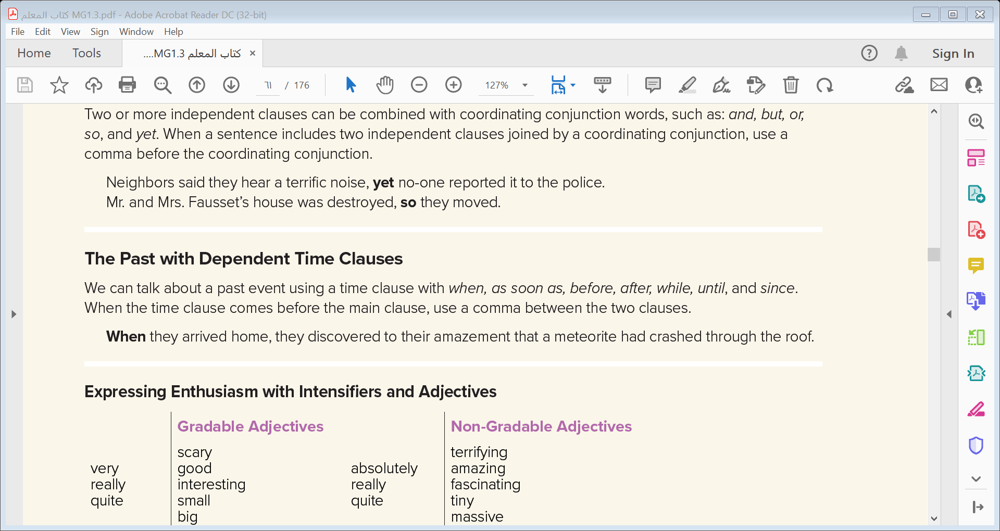 كتاب المعلم MG1.3.pdf - Adobe Acrobat Reader DC (32-bit)
File Edit View Sign Window Help
Home Tools كتاب المعلم MG1.3.... × Sign In
٦١ / 176 127%
Two or more independent clauses can be combined with coordinating conjunction words, such as: and, but, or,
so, and yet. When a sentence includes two independent clauses joined by a coordinating conjunction, use a
comma before the coordinating conjunction.
Neighbors said they hear a terrific noise, yet no-one reported it to the police.
Mr. and Mrs. Fausset’s house was destroyed, so they moved.
The Past with Dependent Time Clauses
We can talk about a past event using a time clause with when, as soon as, before, after, while, until, and since.
When the time clause comes before the main clause, use a comma between the two clauses.
When they arrived home, they discovered to their amazement that a meteorite had crashed through the roof.
Expressing Enthusiasm with Intensifiers and Adjectives
Gradable Adjectives Non-Gradable Adjectives
scary terrifying
very good absolutely amazing
really interesting really fascinating
quite small quite tiny
big massive